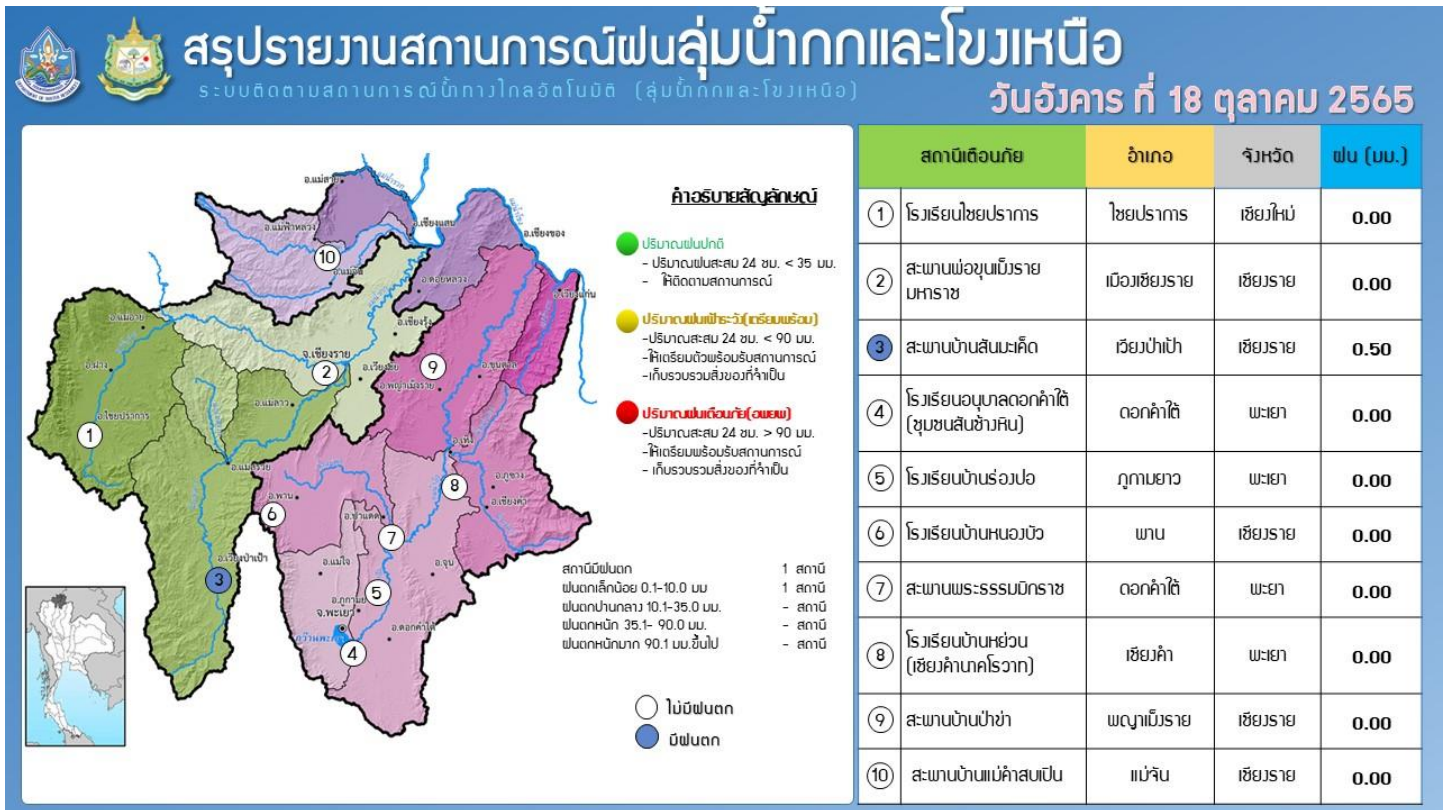 สรุปรายงานสถานการณ์ฝนลุ่มน้ำกกและโขงเหนือ
ระบบติดตามสถานการณ์น้ำทางไกลอัตโนมัติ (ลุ่มน้ำกกและโขงเหนือ)
วันอังคาร ที่ 18 ตุลาคม 2565
อ.แม่สาย
อ.แม่ฟ้าหลวง
อ.เชียงแสน
อ.เชียงของ
10
อ.แม่จัน
อ.ดอยหลวง
อ.เวียงแก่น
อ.แม่อาย
อ.เชียงรุ้ง
จ.เชียงราย
อ.ฝาง
2
อ.เวียงชัย
9
อ.ขุนตาล
อ.พญาเม็งราย
อ.ไชยปราการ
อ.แม่ลาว
1
อ.เทิง
อ.แม่สรวย
8
อ.ภูซาง
อ.เชียงคำ
อ.พาน
6
อ.ป่าแดด
7
อ.เวียงป่าเป้า
3
อ.แม่ใจ
อ.จุน
5
จ.พะเยา
อ.ดอกคำใต้
4
คำอธิบายสัญลักษณ์
ปริมาณฝนปกติ
- ปริมาณฝนสะสม 24 ชม. < 35 มม.
- ให้ติดตามสถานการณ์
ปริมาณฝนเฝ้าระวัง(เตรียมพร้อม)
-ปริมาณสะสม 24 ชม. < 90 มม.
-ให้เตรียมตัวพร้อมรับสถานการณ์
-เก็บรวบรวมสิ่งของที่จำเป็น
ปริมาณฝนเตือนภัย(อพยพ)
-ปริมาณสะสม 24 ชม. > 90 มม.
-ให้เตรียมพร้อมรับสถานการณ์
- เก็บรวบรวมสิ่งของที่จำเป็น
สถานีมีฝนตก 1 สถานี
ฝนตกเล็กน้อย 0.1-10.0 มม 1 สถานี
ฝนตกปานกลาง 10.1-35.0 มม. - สถานี
ฝนตกหนัก 35.1- 90.0 มม. - สถานี
ฝนตกหนักมาก 90.1 มม.ขึ้นไป - สถานี
ไม่มีฝนตก
มีฝนตก
สถานีเตือนภัย อำเภอ จังหวัด ฝน (มม.)
1 โรงเรียนไชยปราการ ไชยปราการ เชียงใหม่ 0.00
2 สะพานพ่อขุนเม็งราย
มหาราช เมืองเชียงราย เชียงราย 0.00
3 สะพานบ้านสันมะเค็ด เวียงป่าเป้า เชียงราย 0.50
4 โรงเรียนอนุบาลดอกคำใต้
(ชุมชนสันช้างหิน) ดอกคำใต้ พะเยา 0.00
5 โรงเรียนบ้านร่องปอ ภูกามยาว พะเยา 0.00
6 โรงเรียนบ้านหนองบัว พาน เชียงราย 0.00
7 สะพานพระธรรมมิกราช ดอกคำใต้ พะเยา 0.00
8 โรงเรียนบ้านหย่วน
(เชียงคำนาคโรวาท) เชียงคำ พะเยา 0.00
9 สะพานบ้านป่าข่า พญาเม็งราย เชียงราย 0.00
10 สะพานบ้านแม่คำสบเปิน แม่จัน เชียงราย 0.00